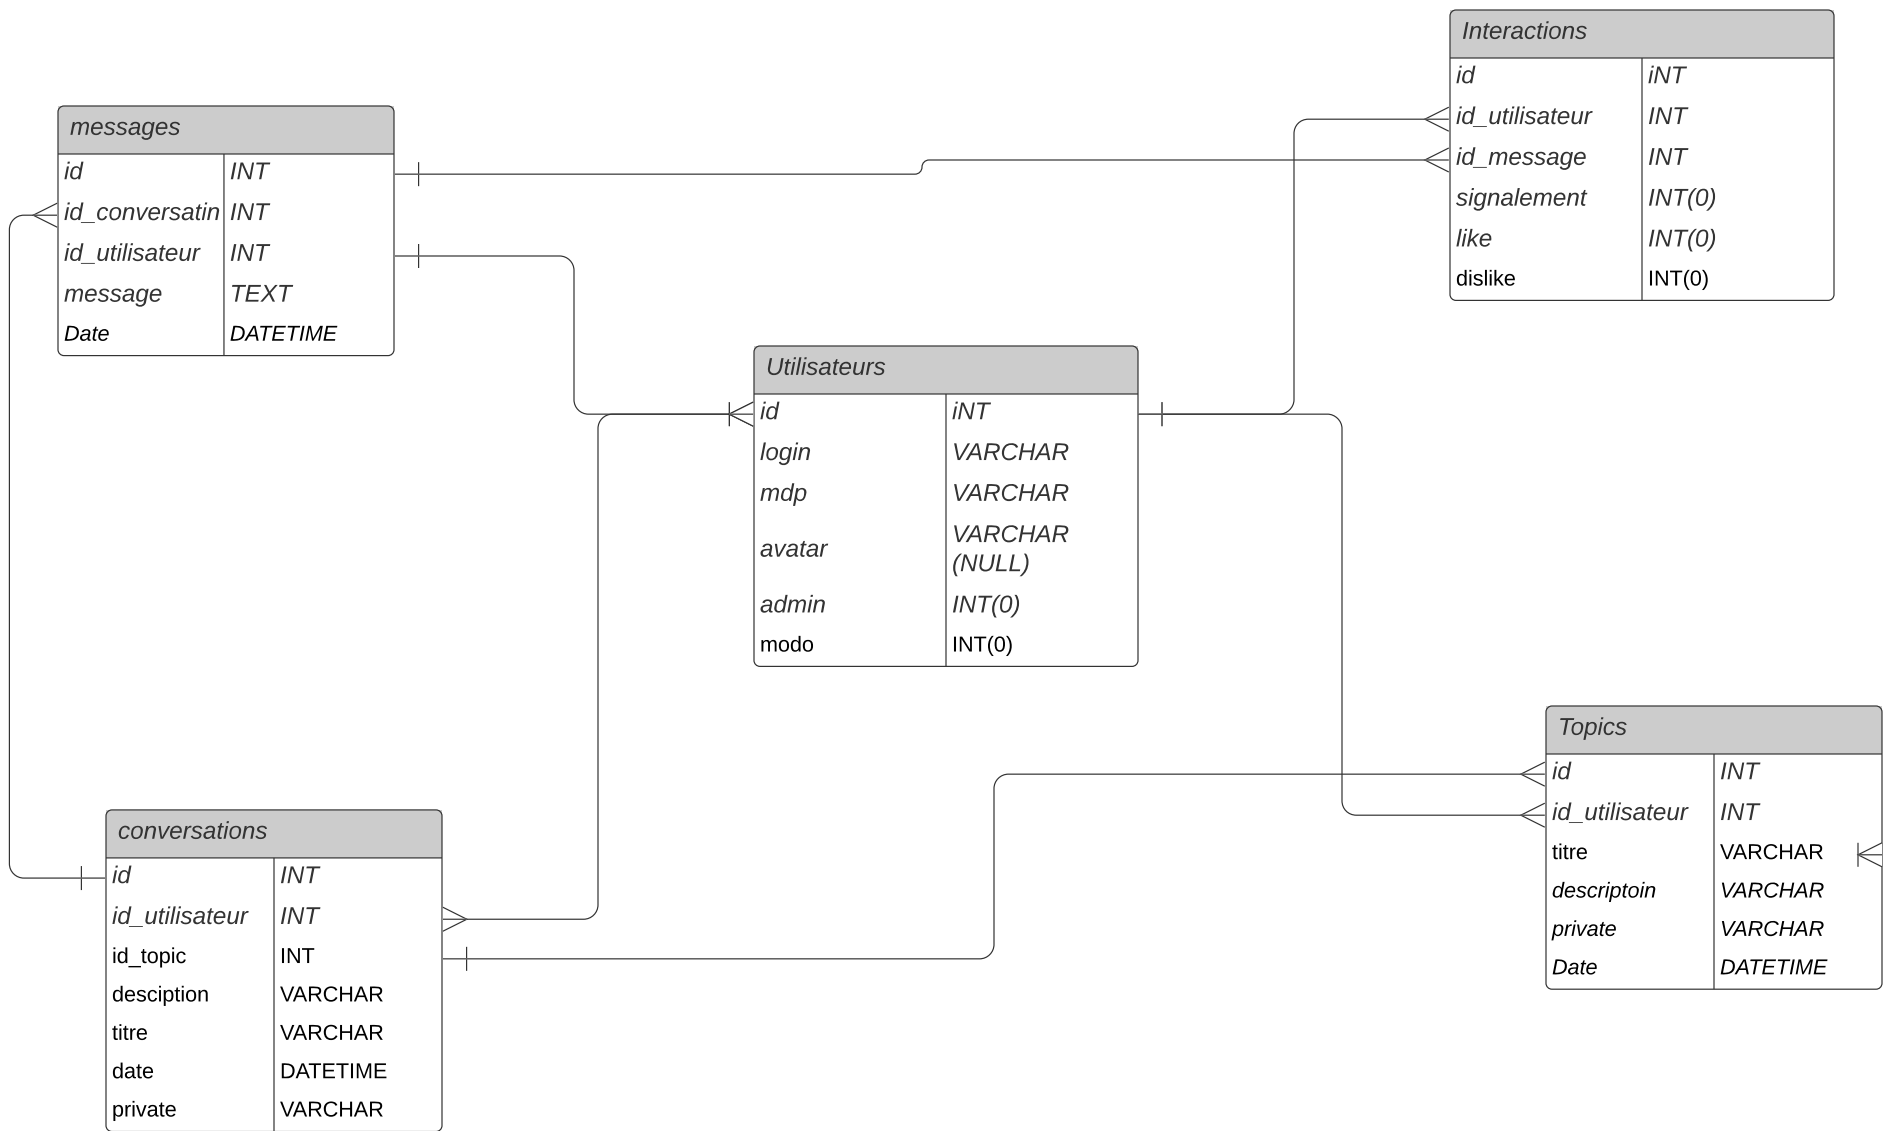 Interactions
id iNT
id_utilisateur INT
id_message INT
signalement INT(0)
like INT(0)
dislike INT(0)
messages
id INT
id_conversatin INT
id_utilisateur INT
message TEXT
Date DATETIME
Utilisateurs
id iNT
login VARCHAR
mdp VARCHAR
avatar VARCHAR
(NULL)
admin INT(0)
modo INT(0)
Topics
id INT
id_utilisateur INT
titre VARCHAR
descriptoin VARCHAR
private VARCHAR
Date DATETIME
conversations
id INT
id_utilisateur INT
id_topic INT
desciption VARCHAR
titre VARCHAR
date DATETIME
private VARCHAR